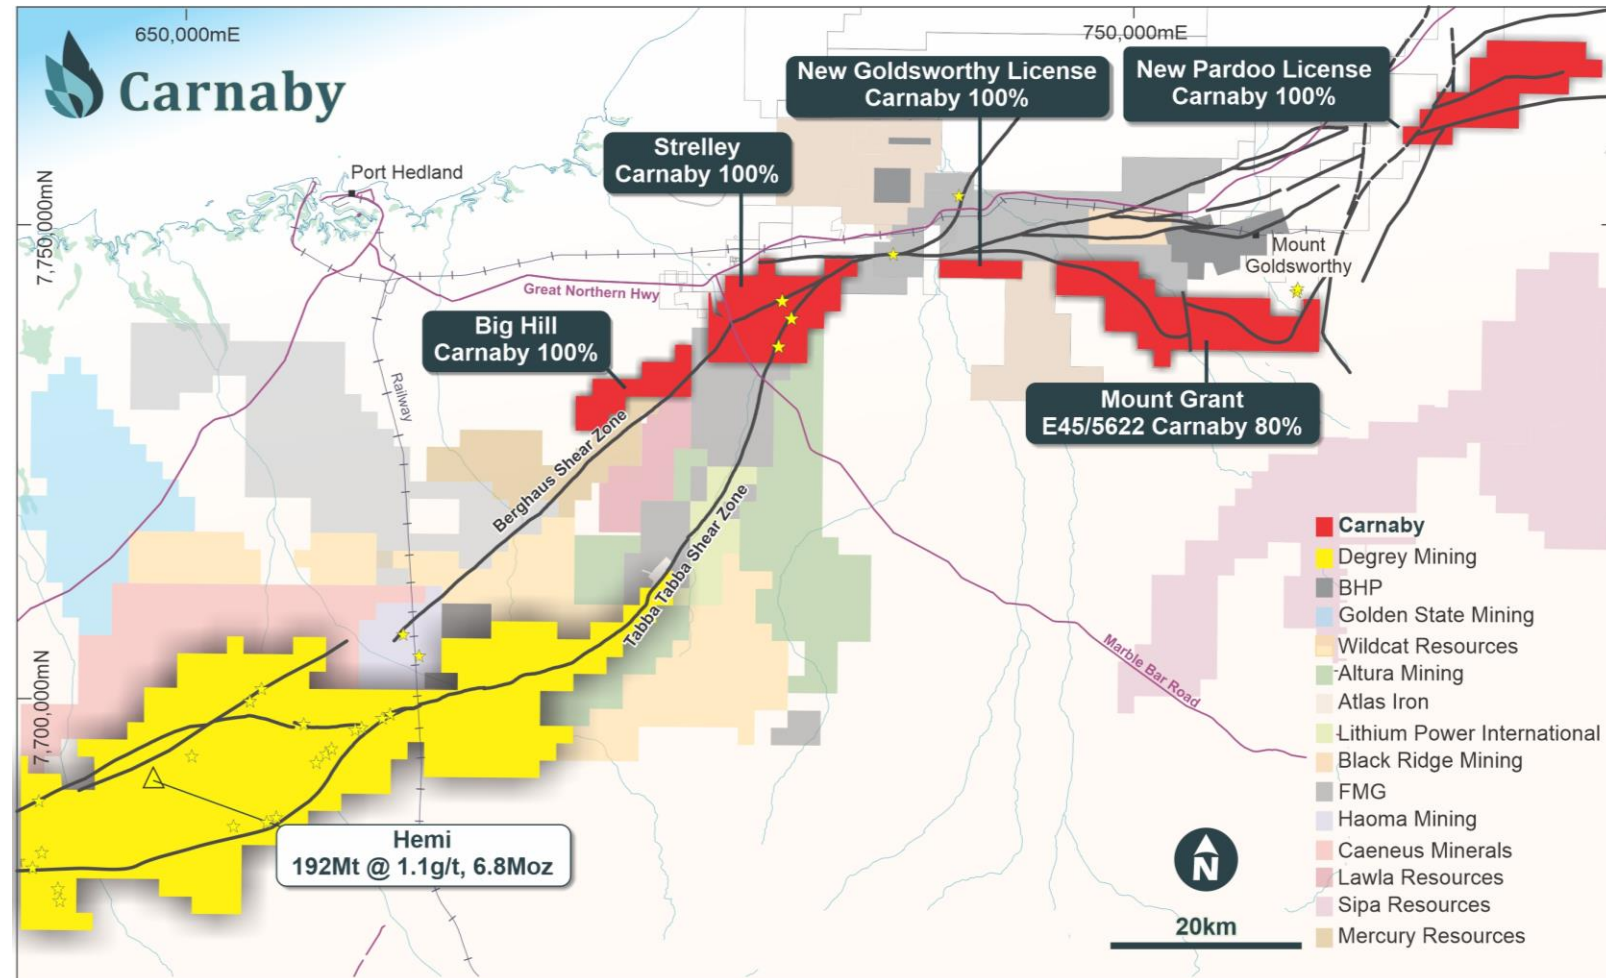 650,000mE
750,000mE
Carnaby
New Goldsworthy License
Carnaby 100%
New Pardoo License
Carnaby 100%
Strelley
Carnaby 100%
Port Hedland
7,750,000mN
Mount
Goldsworthy
Great Northern Hwy
Big Hill
Carnaby 100%
Railway
Mount Grant
E45/5622 Carnaby 80%
Berghaus Shear Zone
Tabba Tabba Shear Zone
Marble Bar Road
7,700,000mN
Hemi
192Mt @ 1.1g/t, 6.8Moz
Carnaby
Degrey Mining
BHP
Golden State Mining
Wildcat Resources
Altura Mining
Atlas Iron
Lithium Power International
Black Ridge Mining
FMG
Haoma Mining
Caeneus Minerals
Lawla Resources
Sipa Resources
Mercury Resources
N
20km